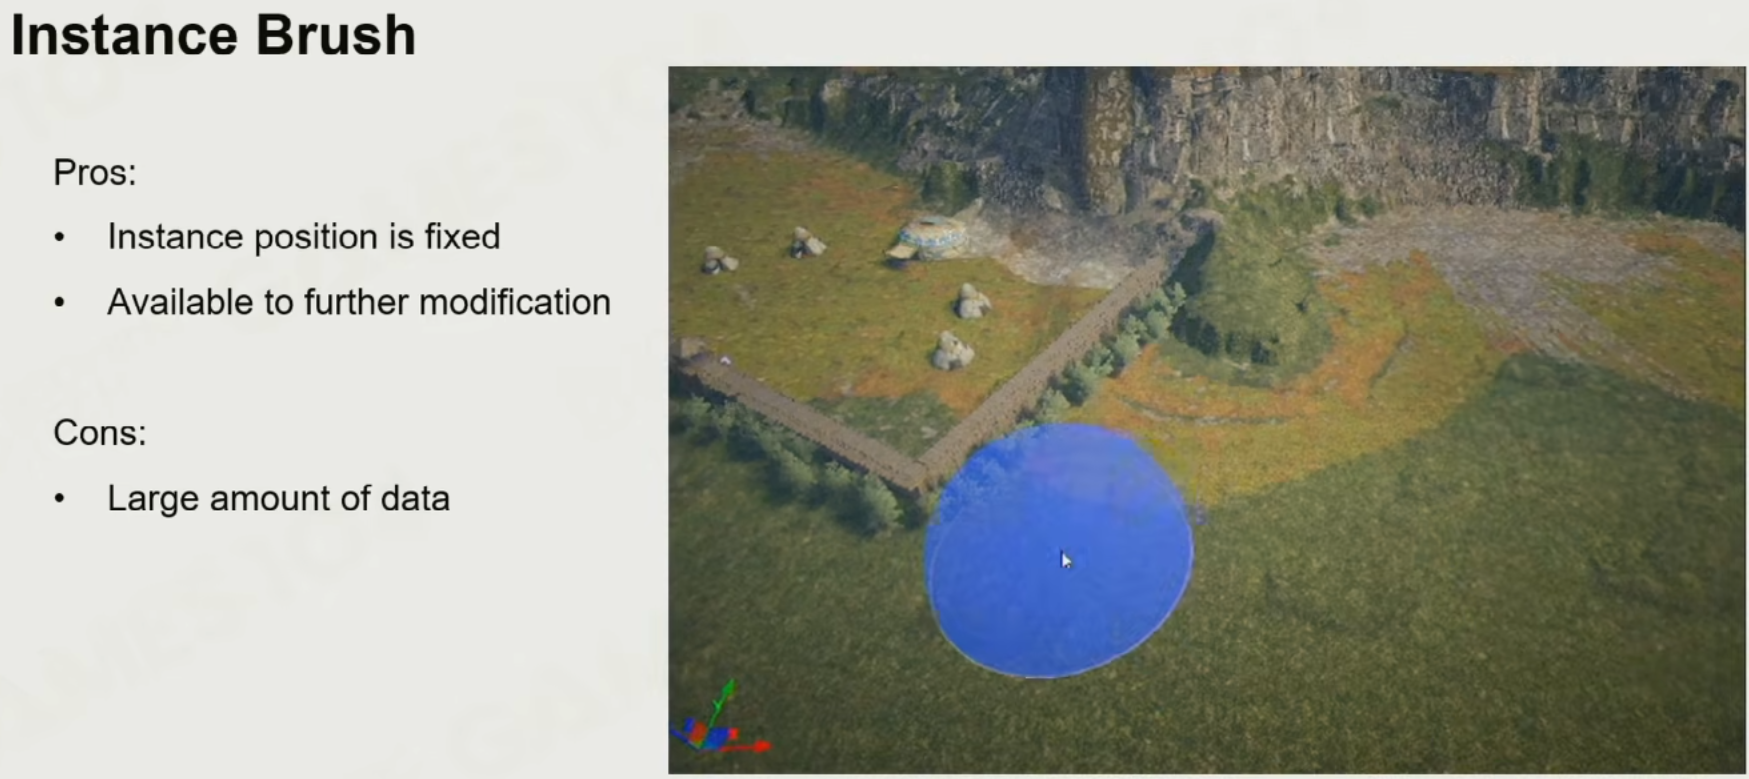 Instance Brush
Pros:
• Instance position is fixed
• Available to further modification
Cons:
• Large amount of data